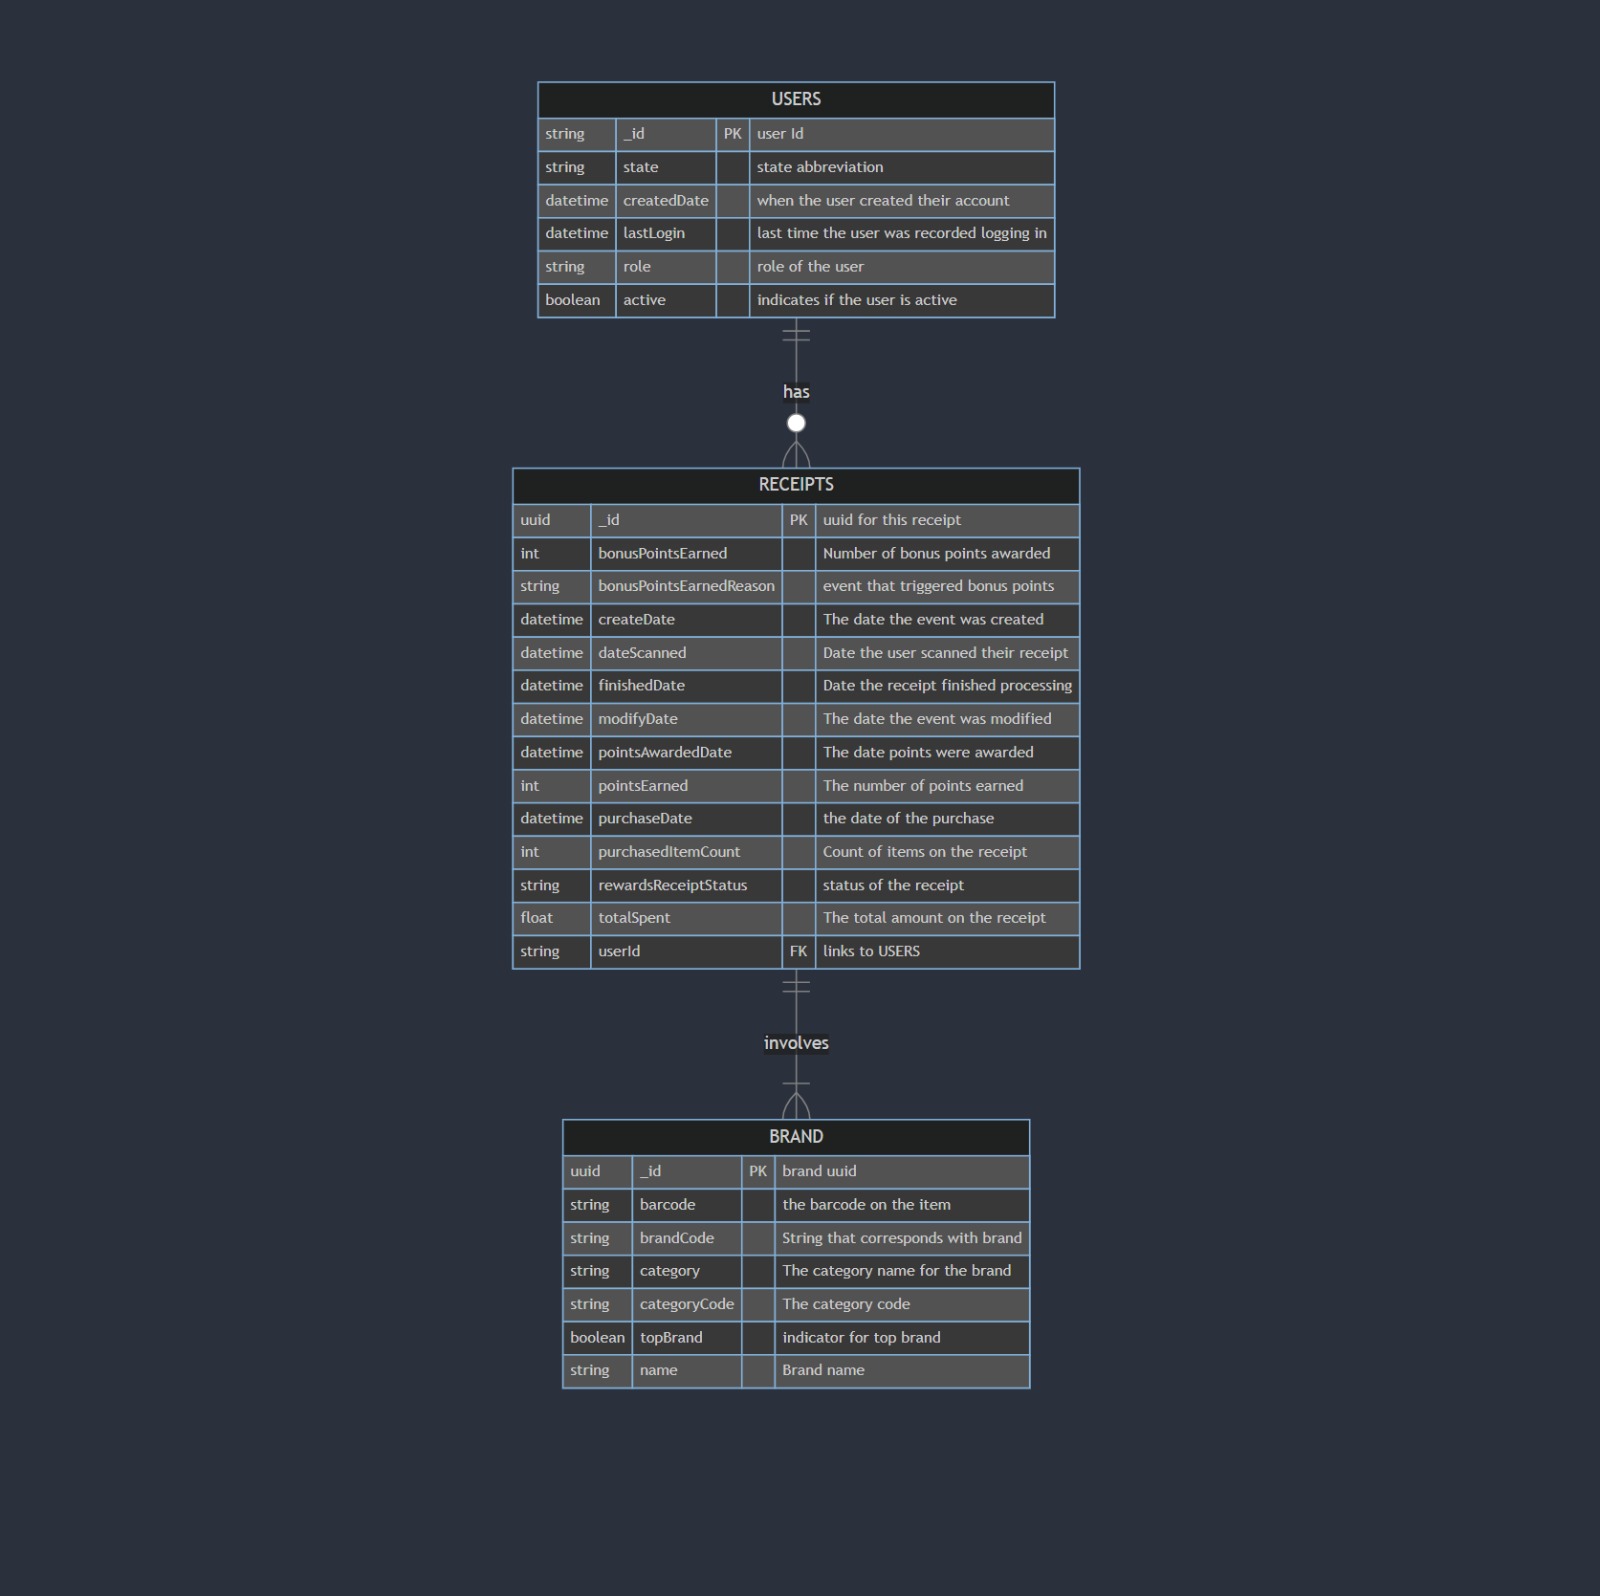 USERS
string _id PK user Id
string state state abbreviation
datetime createdDate when the user created their account
datetime lastLogin last time the user was recorded logging in
string role role of the user
boolean active indicates if the user is active
has
RECEIPTS
uuid _id PK uuid for this receipt
int bonusPointsEarned Number of bonus points awarded
string bonusPointsEarnedReason event that triggered bonus points
datetime createDate The date the event was created
datetime dateScanned Date the user scanned their receipt
datetime finishedDate Date the receipt finished processing
datetime modifyDate The date the event was modified
datetime pointsAwardedDate The date points were awarded
int pointsEarned The number of points earned
datetime purchaseDate the date of the purchase
int purchasedItemCount Count of items on the receipt
string rewardsReceiptStatus status of the receipt
float totalSpent The total amount on the receipt
string userId FK links to USERS
involves
BRAND
uuid _id PK brand uuid
string barcode the barcode on the item
string brandCode String that corresponds with brand
string category The category name for the brand
string categoryCode The category code
boolean topBrand indicator for top brand
string name Brand name